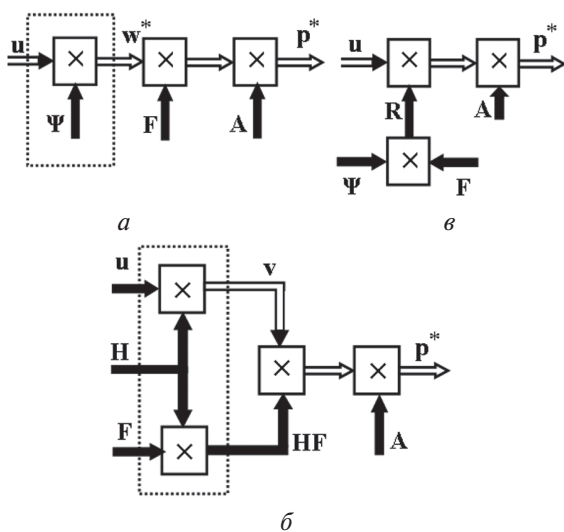 u w* p*
× × ×
Ψ F A
а
u p*
× ×
R A
×
Ψ F
в
u v
×
H
× × p*
F HF A
×
б